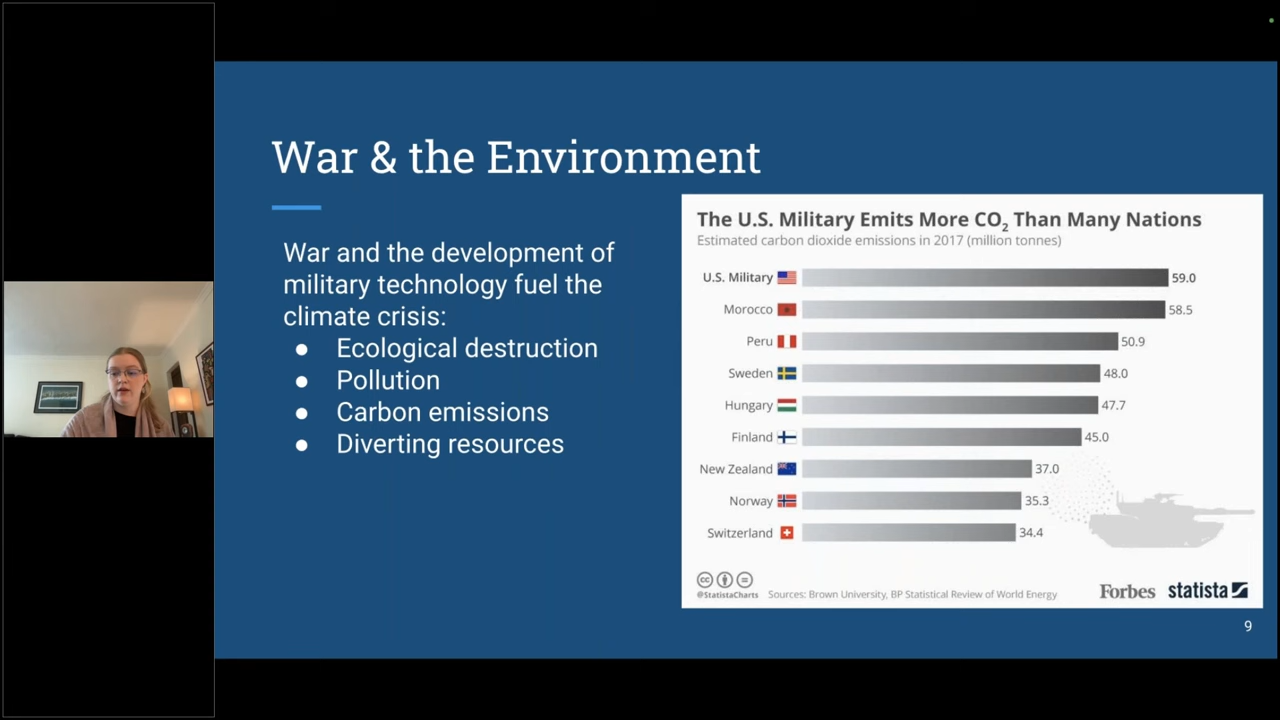 War & the Environment
War and the development of
military technology fuel the
climate crisis:
● Ecological destruction
● Pollution
● Carbon emissions
● Diverting resources
The U.S. Military Emits More CO₂ Than Many Nations
Estimated carbon dioxide emissions in 2017 (million tonnes)
U.S. Military 59.0
Morocco 58.5
Peru 50.9
Sweden 48.0
Hungary 47.7
Finland 45.0
New Zealand 37.0
Norway 35.3
Switzerland 34.4
cc
@StatistaCharts Sources: Brown University, BP Statistical Review of World Energy
Forbes statista
9